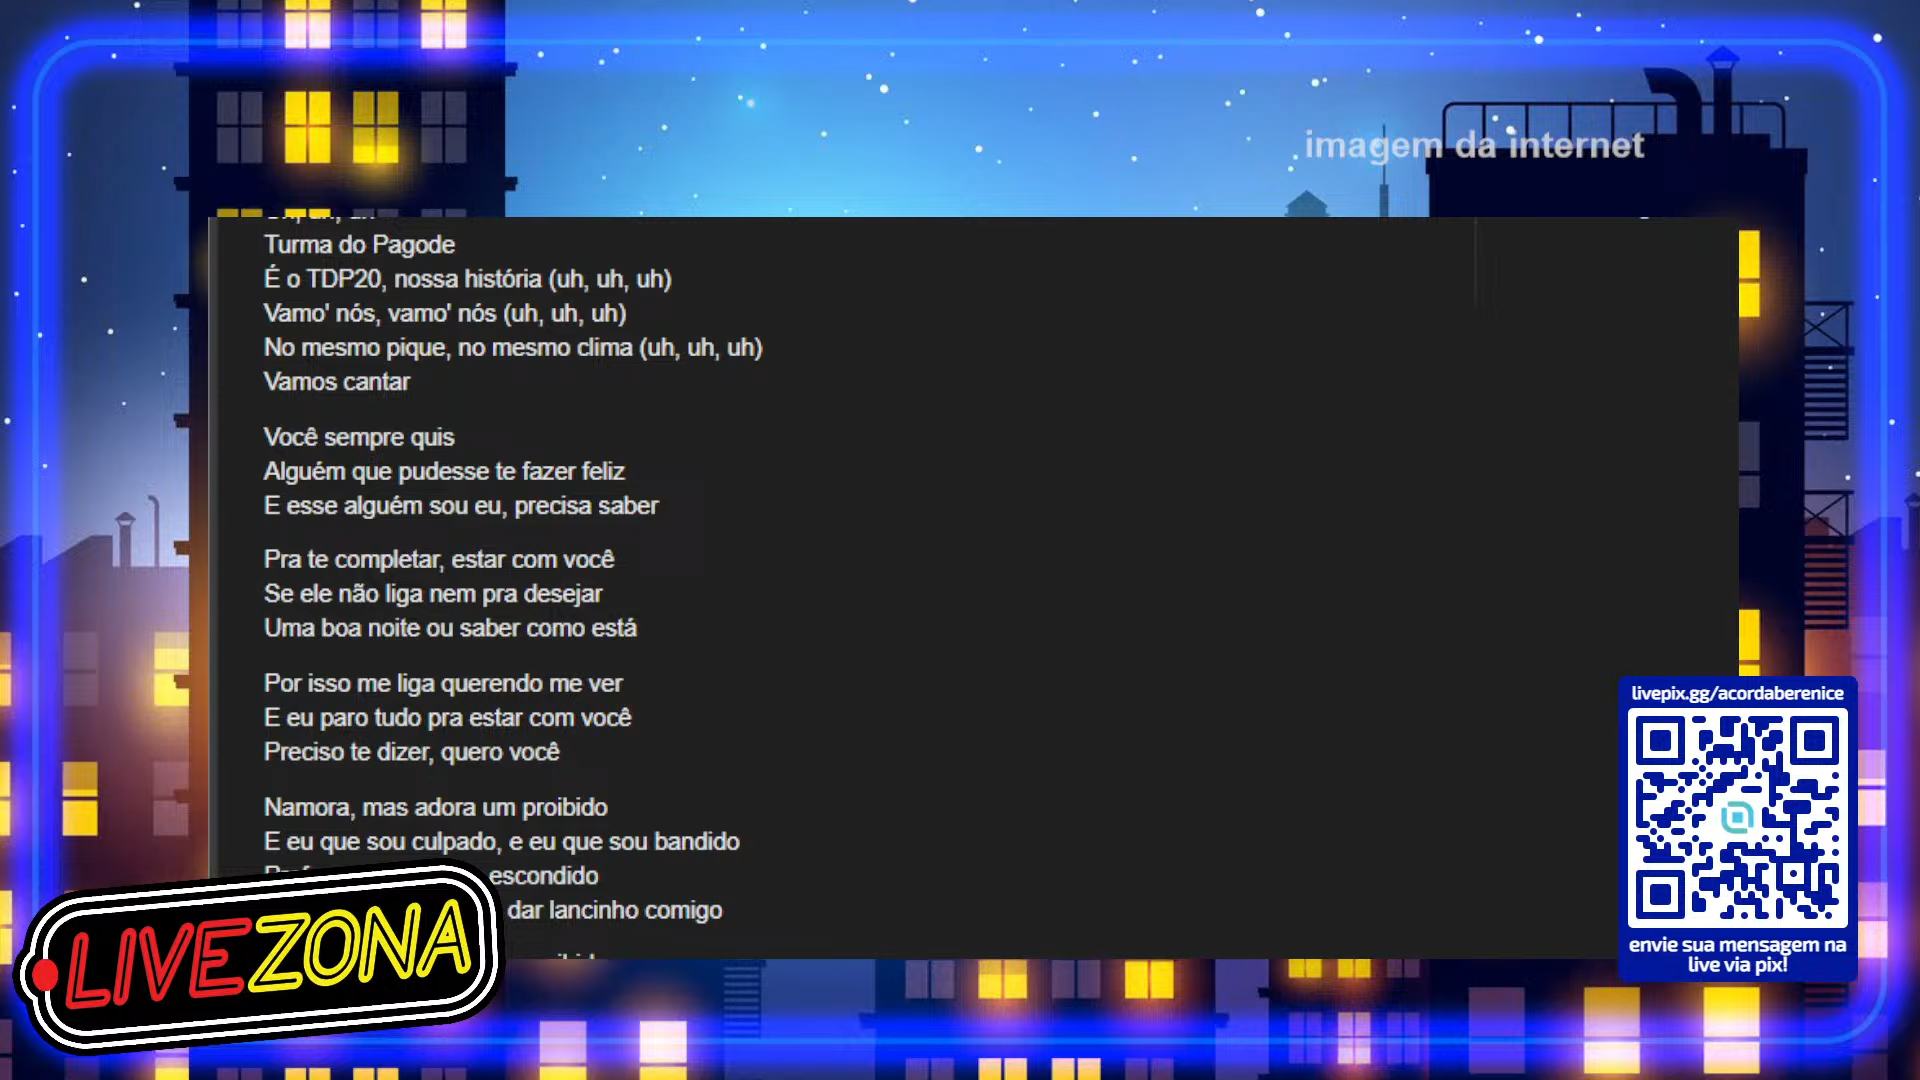 imagem da internet
Turma do Pagode
É o TDP20, nossa história (uh, uh, uh)
Vamo' nós, vamo' nós (uh, uh, uh)
No mesmo pique, no mesmo clima (uh, uh, uh)
Vamos cantar
Você sempre quis
Alguém que pudesse te fazer feliz
E esse alguém sou eu, precisa saber
Pra te completar, estar com você
Se ele não liga nem pra desejar
Uma boa noite ou saber como está
Por isso me liga querendo me ver
E eu paro tudo pra estar com você
Preciso te dizer, quero você
Namora, mas adora um proibido
E eu que sou culpado, e eu que sou bandido
escondido
dar lancinho comigo
LIVEZONA
livepix.gg/acordaberenice
envie sua mensagem na
live via pix!